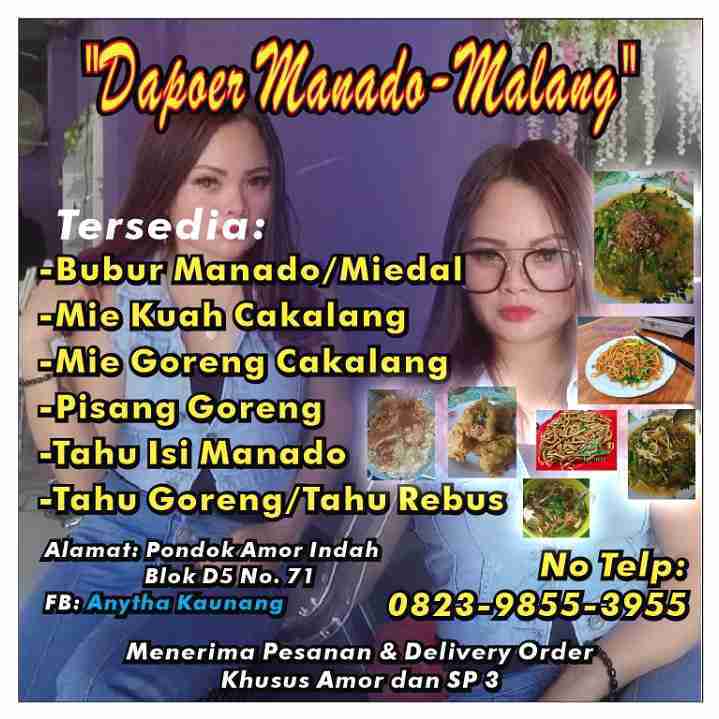 "Dapoer Manado-Malang"
Tersedia:
-Bubur Manado/Miedal
-Mie Kuah Cakalang
-Mie Goreng Cakalang
-Pisang Goreng
-Tahu Isi Manado
-Tahu Goreng/Tahu Rebus
Alamat: Pondok Amor Indah
Blok D5 No. 71
FB: Anytha Kaunang
No Telp:
0823-9855-3955
Menerima Pesanan & Delivery Order
Khusus Amor dan SP 3